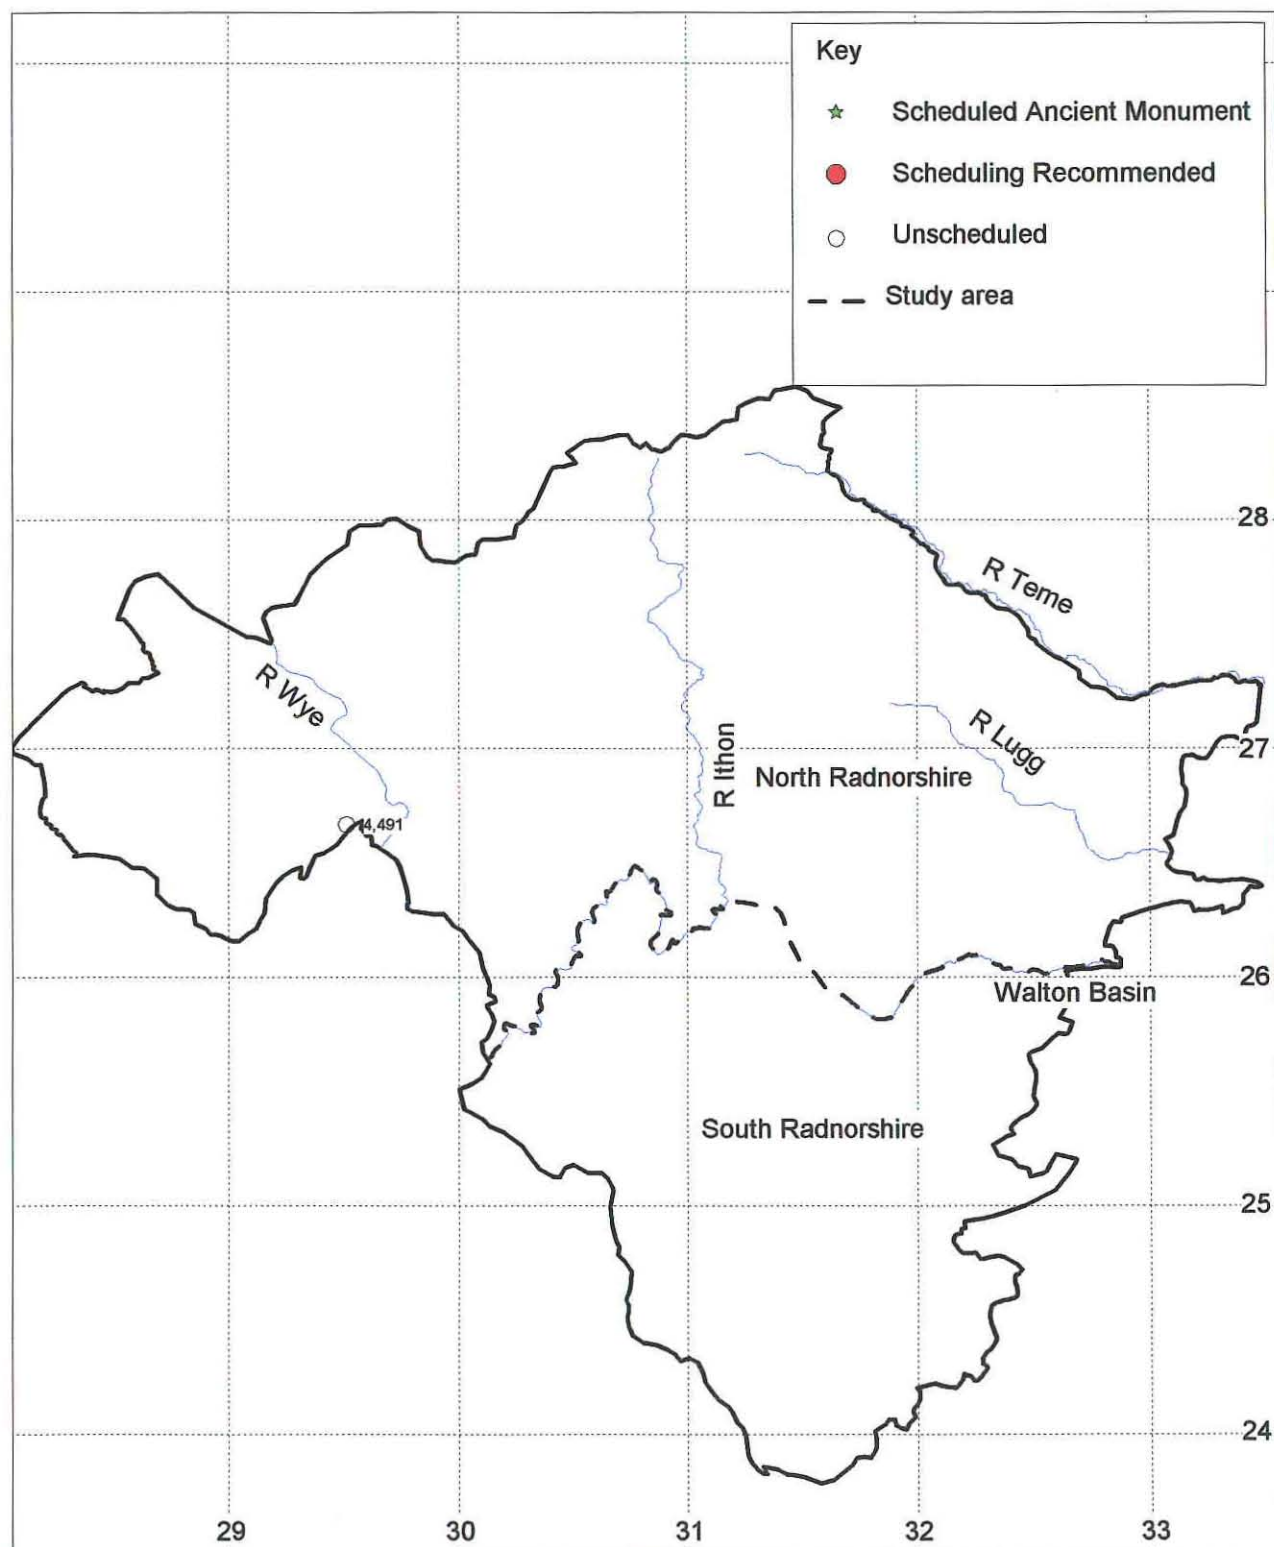 Key
Scheduled Ancient Monument
Scheduling Recommended
Unscheduled
Study area
28
R Teme
R Wye
R Lugg
27
R Ithon
North Radnorshire
4,491
26
Walton Basin
South Radnorshire
25
24
29 30 31 32 33